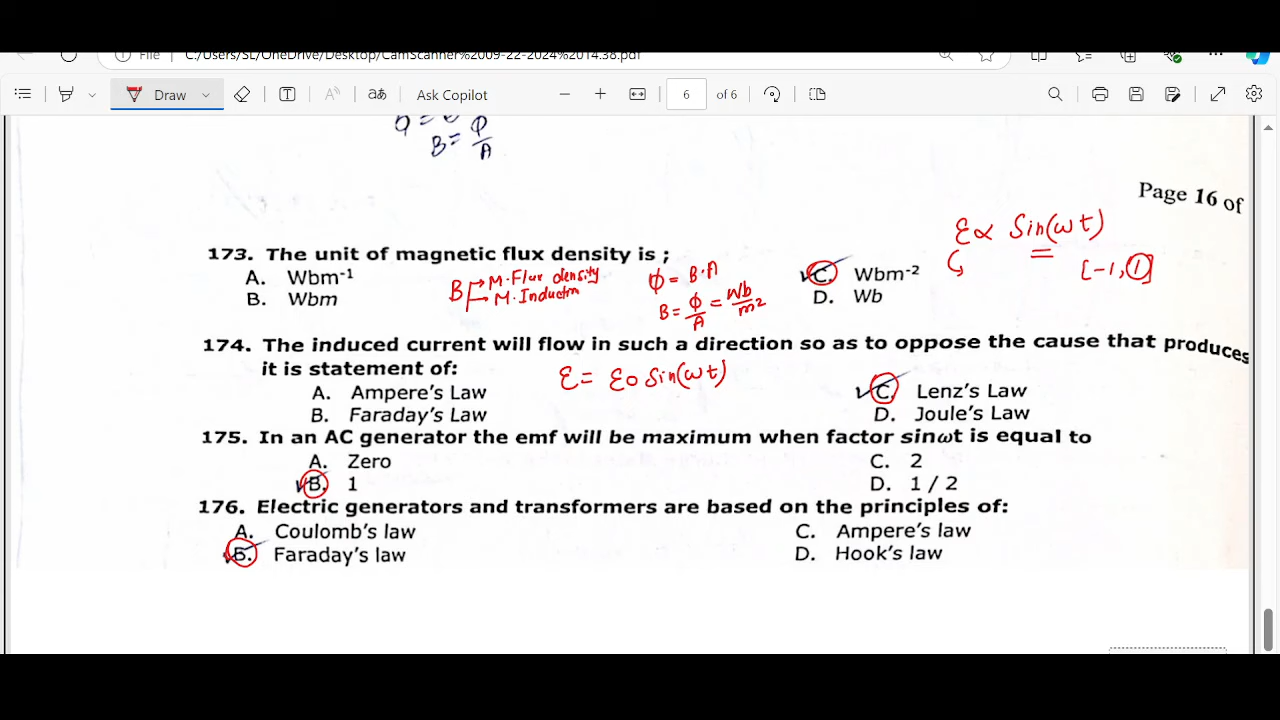 File
C:/Users/SL/OneDrive/Desktop/CamScanner%2009-22-2024%2014.38.pdf
Draw
Ask Copilot
6 of 6
B = Φ/A
Page 16 of
ε ∝ Sin(ωt)
[-1, 1]
173. The unit of magnetic flux density is ;
A. Wbm⁻¹
B. Wbm
C. Wbm⁻²
D. Wb
B
M. Flux density
M. Induction
Φ = B.A
B = Φ/A = Wb/m²
174. The induced current will flow in such a direction so as to oppose the cause that produces
it is statement of:
ε = ε0 Sin(ωt)
A. Ampere's Law
B. Faraday's Law
C. Lenz's Law
D. Joule's Law
175. In an AC generator the emf will be maximum when factor sinωt is equal to
A. Zero
B. 1
C. 2
D. 1 / 2
176. Electric generators and transformers are based on the principles of:
A. Coulomb's law
B. Faraday's law
C. Ampere's law
D. Hook's law